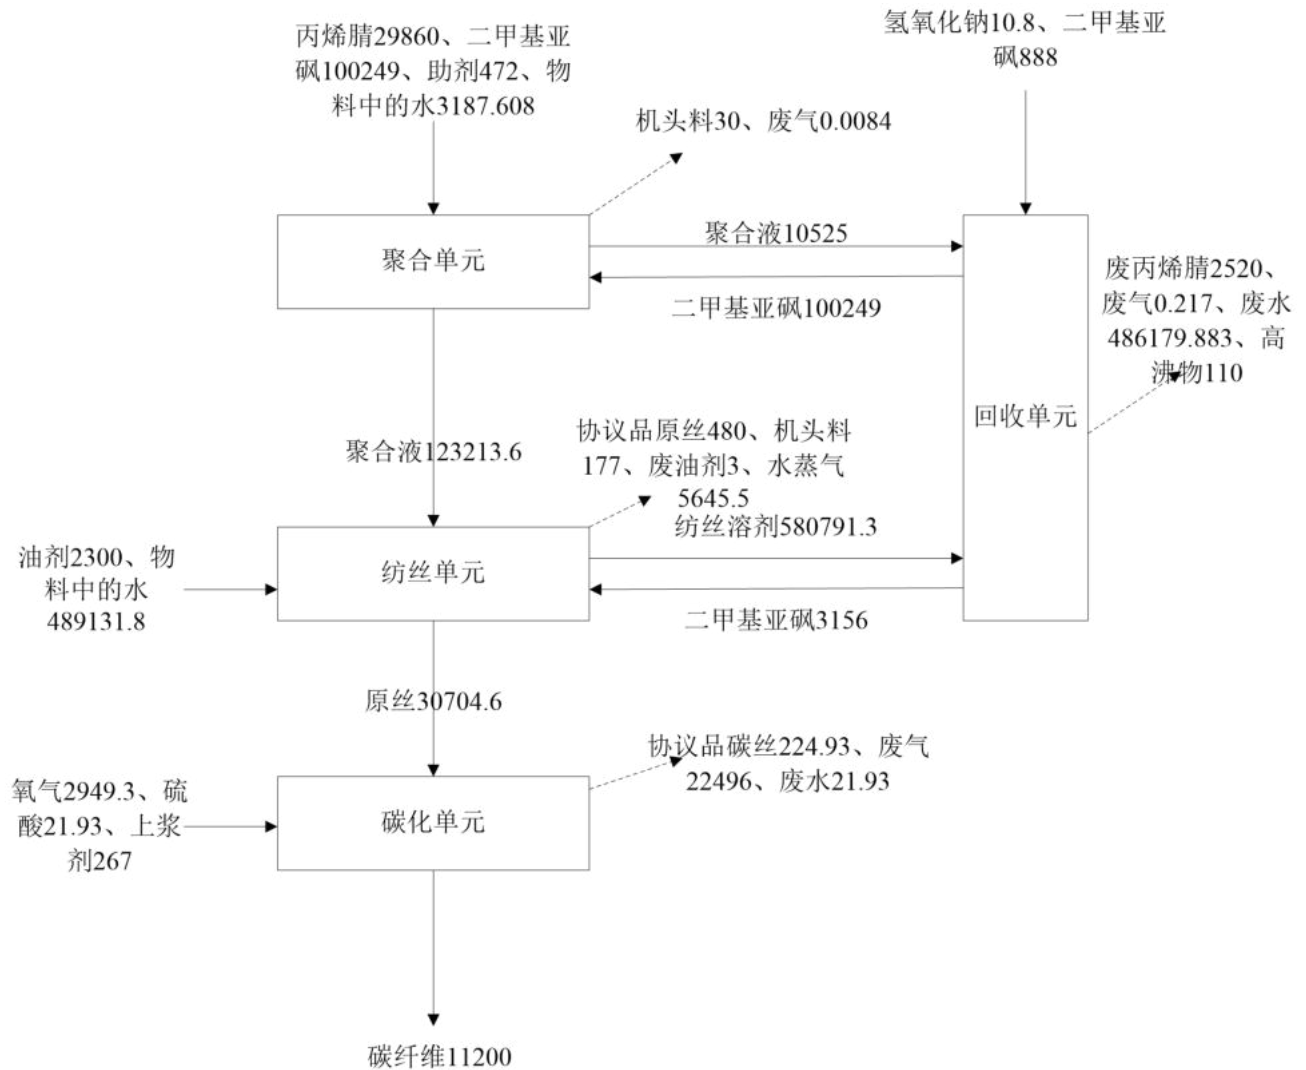 丙烯腈29860、二甲基亚
砜100249、助剂472、物
料中的水3187.608
氢氧化钠10.8、二甲基亚
砜888
机头料30、废气0.0084
聚合单元
聚合液10525
二甲基亚砜100249
废丙烯腈2520、
废气0.217、废水
486179.883、高
沸物110
回收单元
聚合液123213.6
协议品原丝480、机头料
177、废油剂3、水蒸气
5645.5
纺丝溶剂580791.3
油剂2300、物
料中的水
489131.8
纺丝单元
二甲基亚砜3156
原丝30704.6
协议品碳丝224.93、废气
22496、废水21.93
氧气2949.3、硫
酸21.93、上浆
剂267
碳化单元
碳纤维11200